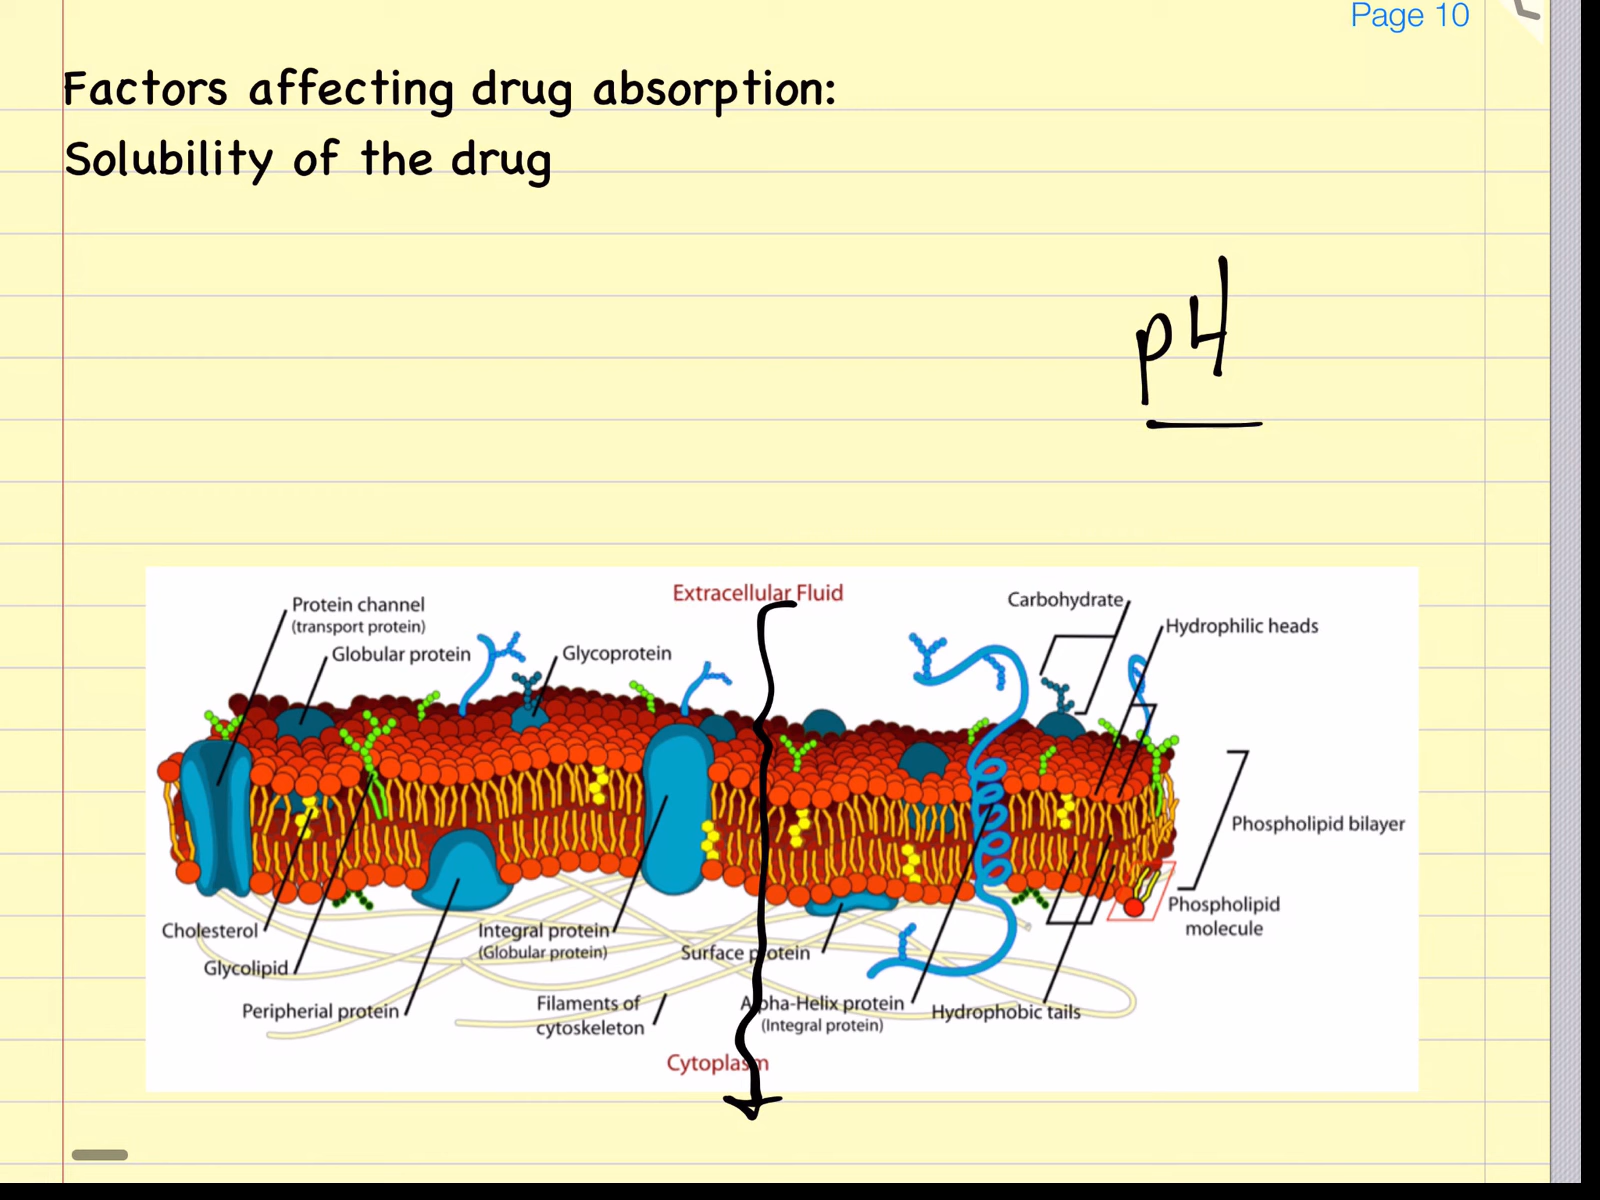 Page 10
Factors affecting drug absorption:
Solubility of the drug
p4
Extracellular Fluid
Carbohydrate
Protein channel
(transport protein)
Hydrophilic heads
Globular protein
Glycoprotein
Phospholipid bilayer
Phospholipid
molecule
Cholesterol
Integral protein
(Globular protein)
Surface protein
Glycolipid
Peripherial protein
Filaments of
cytoskeleton
Alpha-Helix protein
(Integral protein)
Hydrophobic tails
Cytoplasm